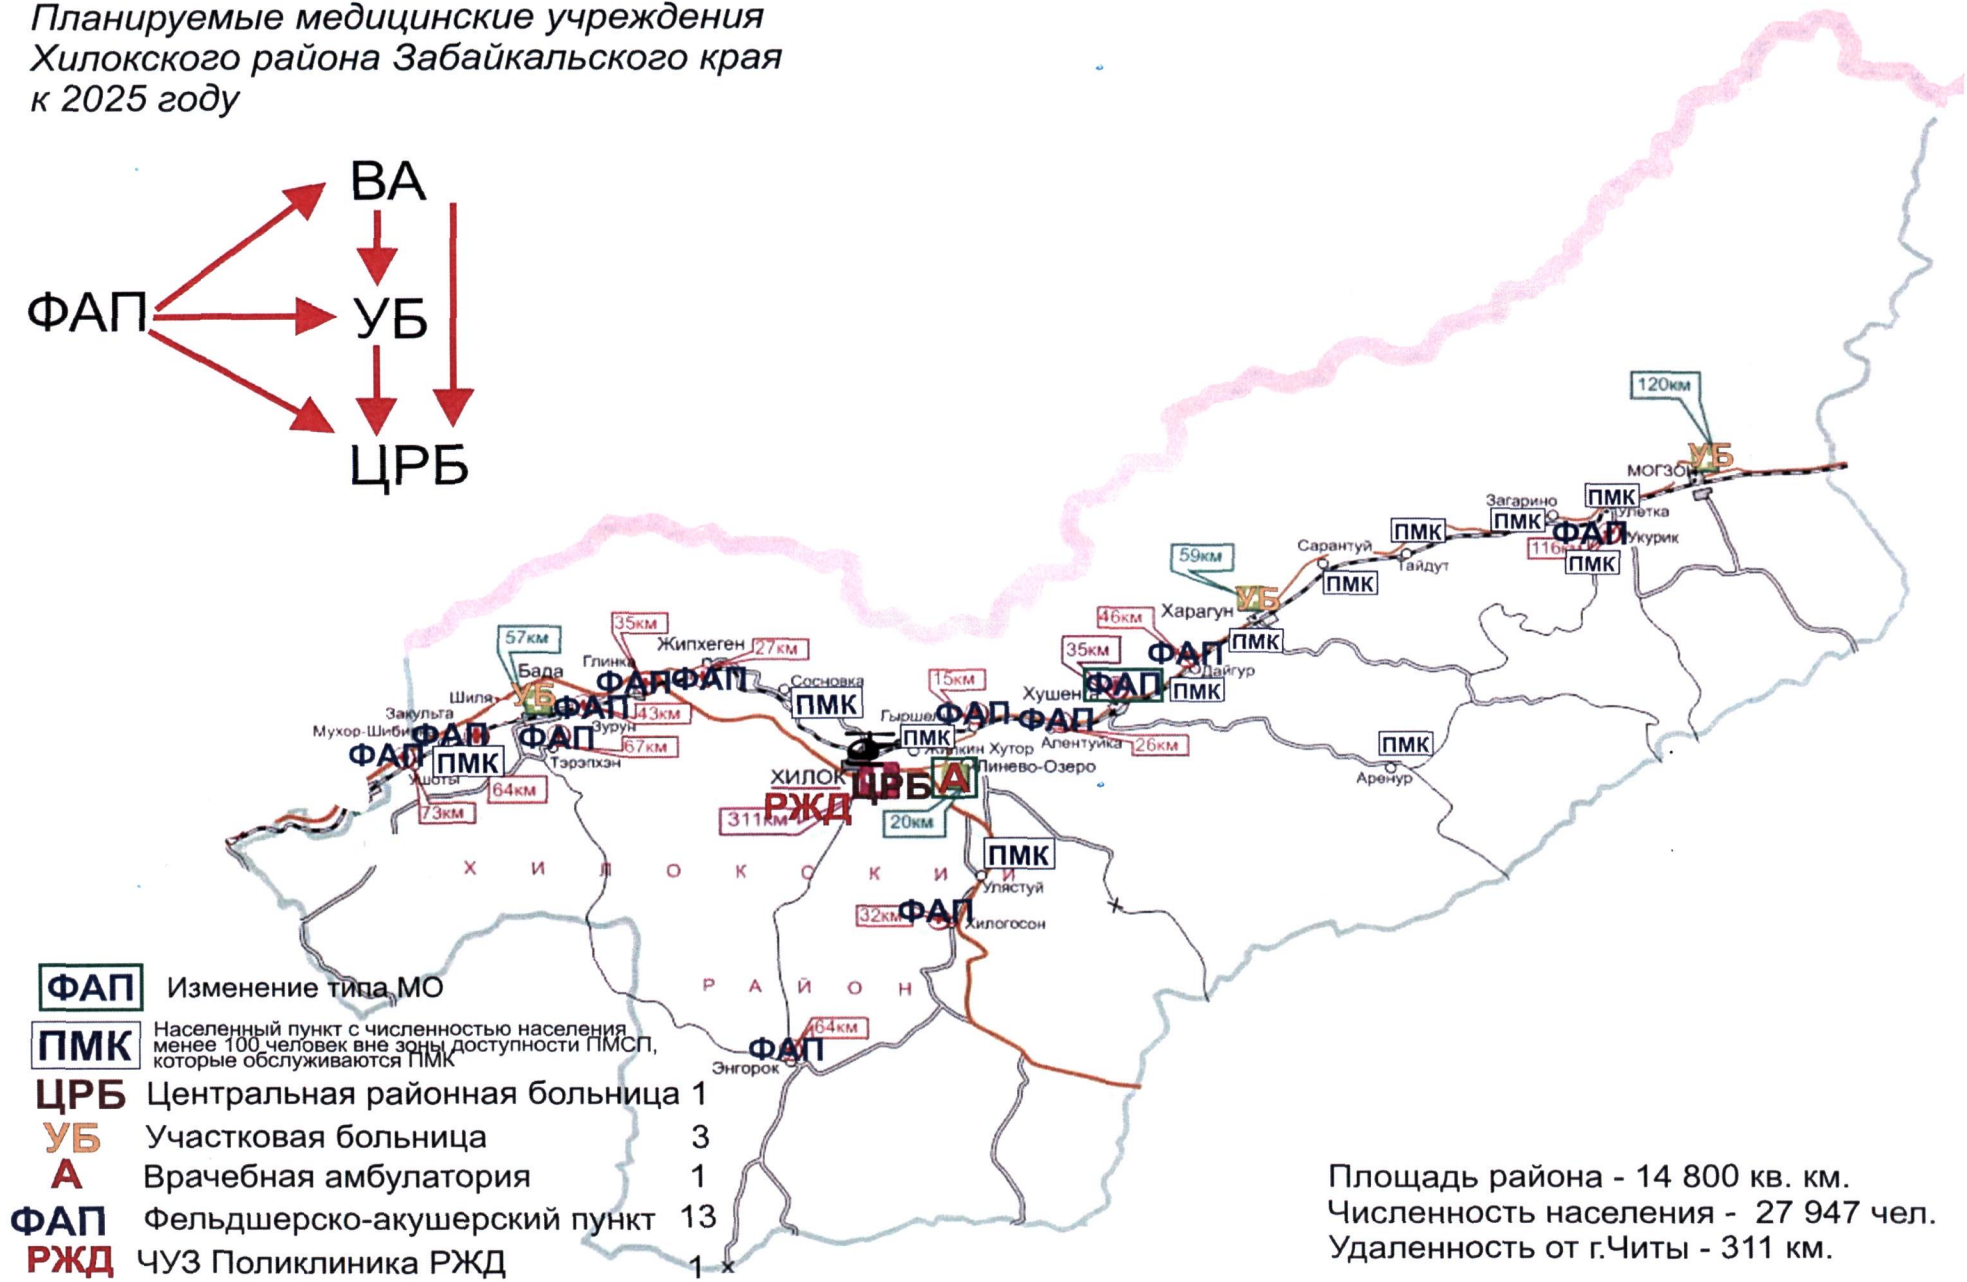 Планируемые медицинские учреждения
Хилокского района Забайкальского края
к 2025 году
ВА
ФАП
УБ
ЦРБ
120км
УБ
МОГЗОН
Загарино
ПМК
Улетка
ПМК
ПМК
ФАП
Укурик
116км
ПМК
59км
Сарантуй
Гайдут
ПМК
УБ
Харагун
46км
ПМК
35км
ФАП
Дайгур
ФАП
ПМК
Хушенга
35км
Жипхеген
27км
57км
Глинка
Бада
ФАП
ФАП
Сосновка
15км
УБ
Шиля
ФАП
43км
ПМК
Гыршелун
ФАП
ФАП
Закульта
Зурун
Мухор-Шибирь
ФАП
ФАП
67км
ПМК
Алентуйка
26км
ПМК
ФАП
Жилкин Хутор
ПМК
Тэрэпхэн
Линево-Озеро
Аренур
Ушоты
64км
ХИЛОК
ЦРБ
А
73км
РЖД
311км
20км
ПМК
Х И Л О К С К И Й
Улястуй
32км
ФАП
Хилогосон
Р А Й О Н
64км
ФАП
Энгорок
ФАП Изменение типа МО
ПМК Населенный пункт с численностью населения
менее 100 человек вне зоны доступности ПМСП,
которые обслуживаются ПМК
ЦРБ Центральная районная больница 1
УБ Участковая больница 3
А Врачебная амбулатория 1
ФАП Фельдшерско-акушерский пункт 13
РЖД ЧУЗ Поликлиника РЖД 1
Площадь района - 14 800 кв. км.
Численность населения - 27 947 чел.
Удаленность от г.Читы - 311 км.